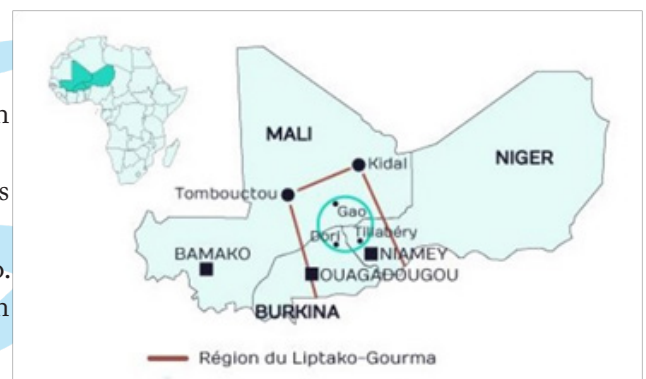 n
s
o.
n
MALI
NIGER
Kidal
Tombouctou
Gao
Dori
Tillabéry
BAMAKO
NIAMEY
OUAGADOUGOU
BURKINA
Région du Liptako-Gourma